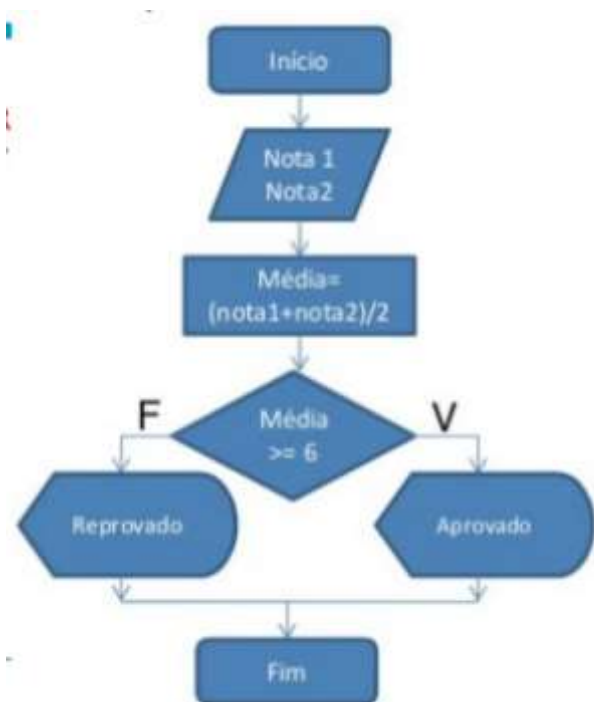 Início
Nota 1
Nota2
Média=
(nota1+nota2)/2
F
Média
>= 6
V
Reprovado
Aprovado
Fim